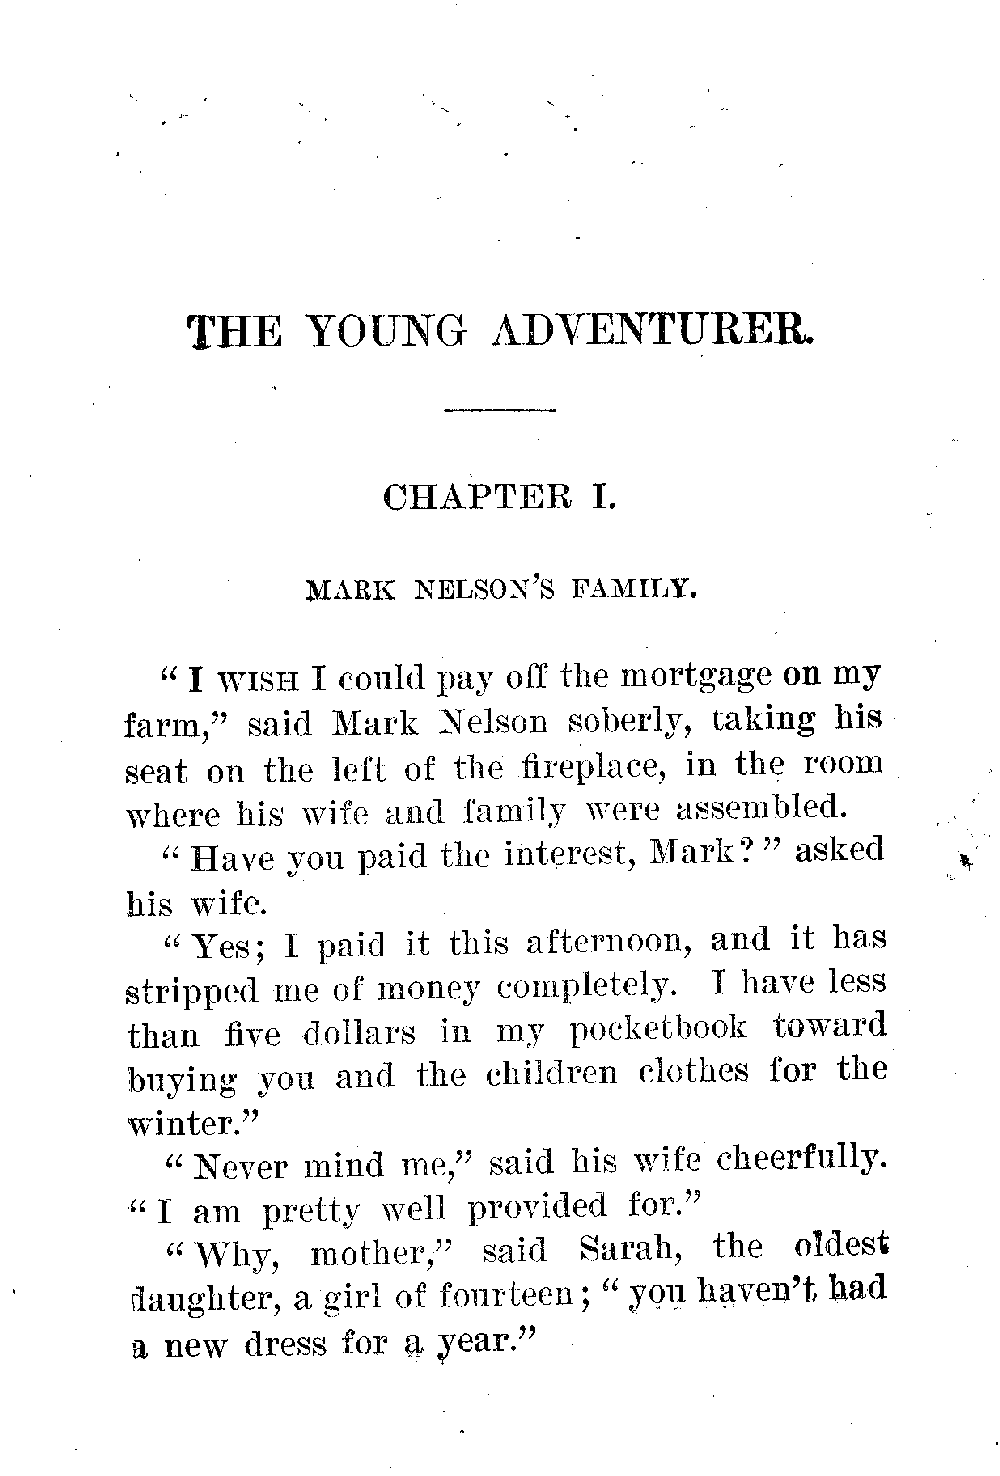 THE YOUNG ADVENTURER.
CHAPTER I.
MARK NELSON'S FAMILY.
"I WISH I could pay off the mortgage on my
farm," said Mark Nelson soberly, taking his
seat on the left of the fireplace, in the room
where his wife and family were assembled.
"Have you paid the interest, Mark?" asked
his wife.
"Yes; I paid it this afternoon, and it has
stripped me of money completely. I have less
than five dollars in my pocketbook toward
buying you and the children clothes for the
winter."
"Never mind me," said his wife cheerfully.
"I am pretty well provided for."
"Why, mother," said Sarah, the oldest
daughter, a girl of fourteen; "you haven't had
a new dress for a year."